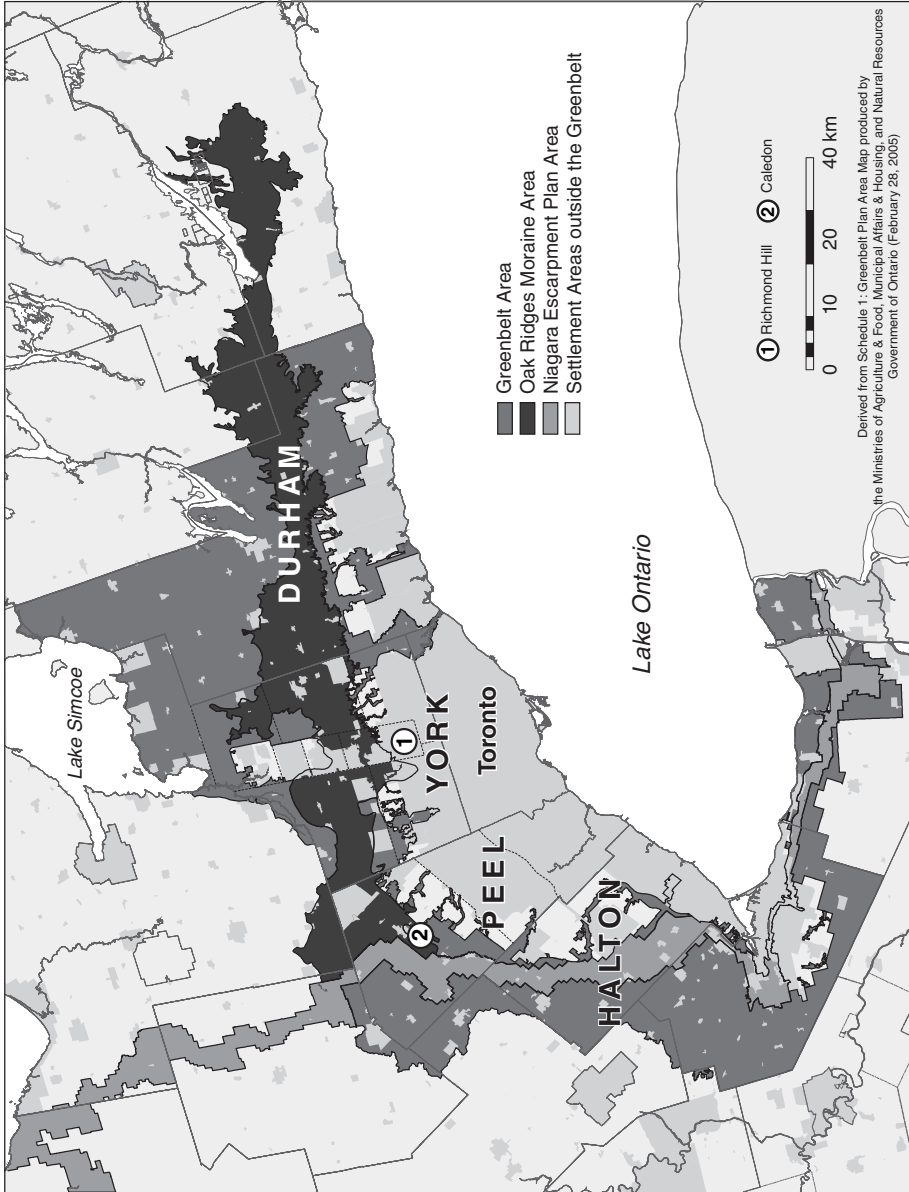 Lake Simcoe
DURHAM
YORK
Toronto
PEEL
HALTON
Lake Ontario
1
2
Greenbelt Area
Oak Ridges Moraine Area
Niagara Escarpment Plan Area
Settlement Areas outside the Greenbelt
1 Richmond Hill 2 Caledon
0 10 20 40 km
Derived from Schedule 1: Greenbelt Plan Area Map produced by
the Ministries of Agriculture & Food, Municipal Affairs & Housing, and Natural Resources
Government of Ontario (February 28, 2005)